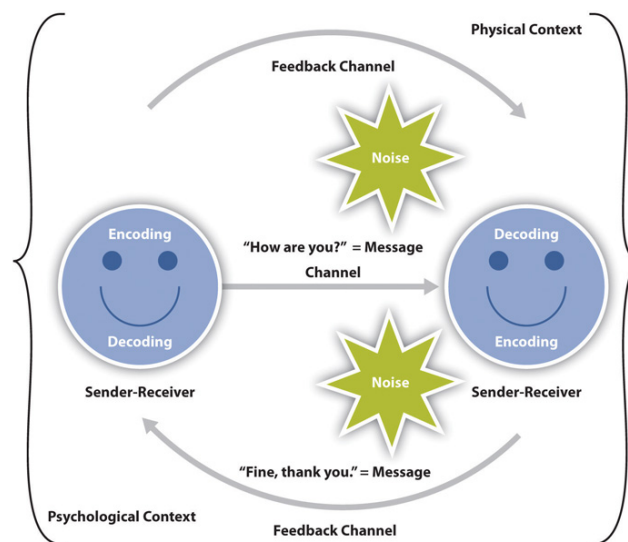 Physical Context
Feedback Channel
Noise
Encoding
Decoding
"How are you?" = Message
Channel
Decoding
Encoding
Sender-Receiver
Noise
Sender-Receiver
"Fine, thank you." = Message
Psychological Context
Feedback Channel